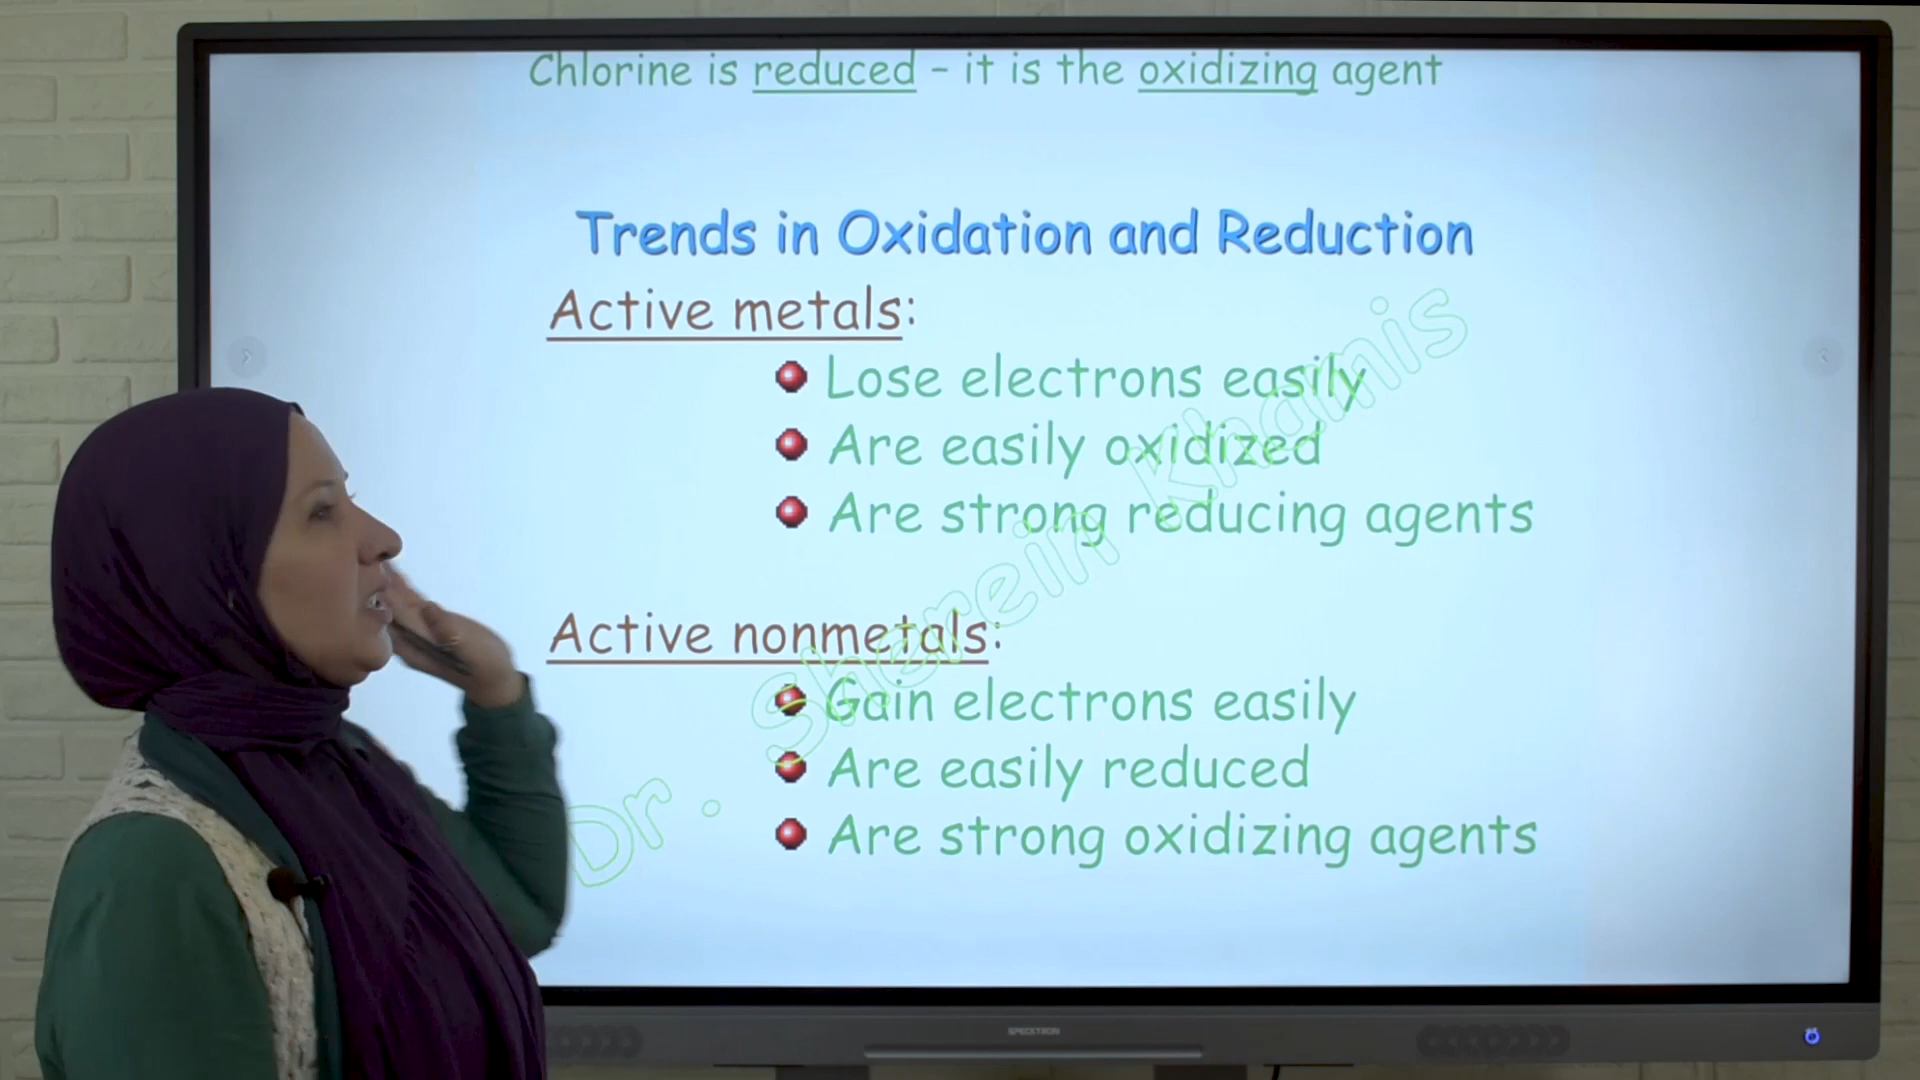 Chlorine is reduced – it is the oxidizing agent
Trends in Oxidation and Reduction
Active metals:
Lose electrons easily
Are easily oxidized
Are strong reducing agents
Active nonmetals:
Gain electrons easily
Are easily reduced
Are strong oxidizing agents
Dr. Sherein Khamis
SPECKTRON